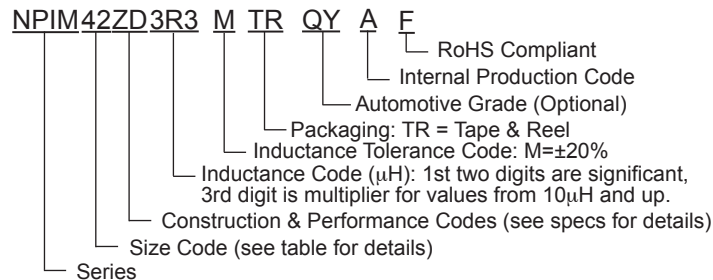 NPIM42ZD3R3 M TR QY A F
RoHS Compliant
Internal Production Code
Automotive Grade (Optional)
Packaging: TR = Tape & Reel
Inductance Tolerance Code: M=±20%
Inductance Code (µH): 1st two digits are significant,
3rd digit is multiplier for values from 10µH and up.
Construction & Performance Codes (see specs for details)
Size Code (see table for details)
Series